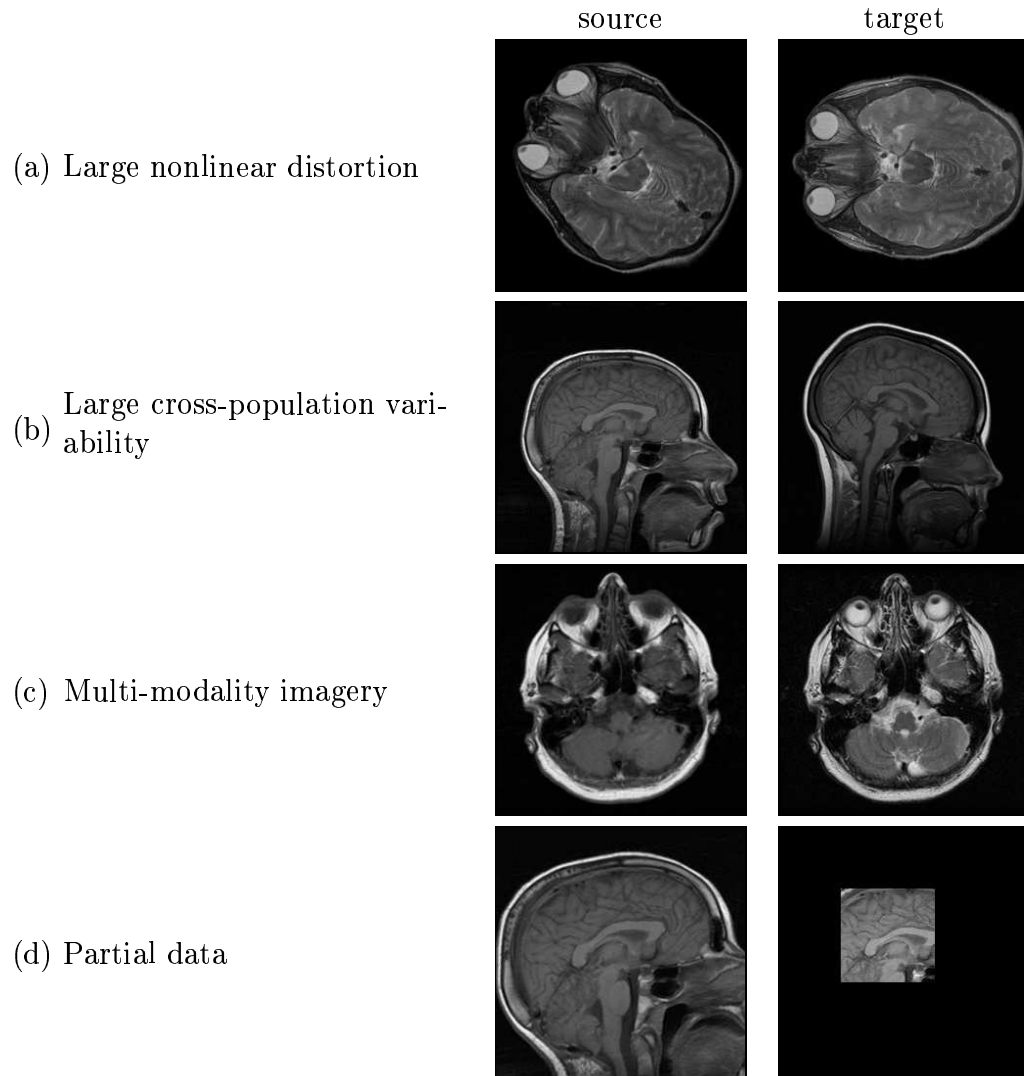 source target
(a) Large nonlinear distortion
(b) Large cross-population vari-
ability
(c) Multi-modality imagery
(d) Partial data